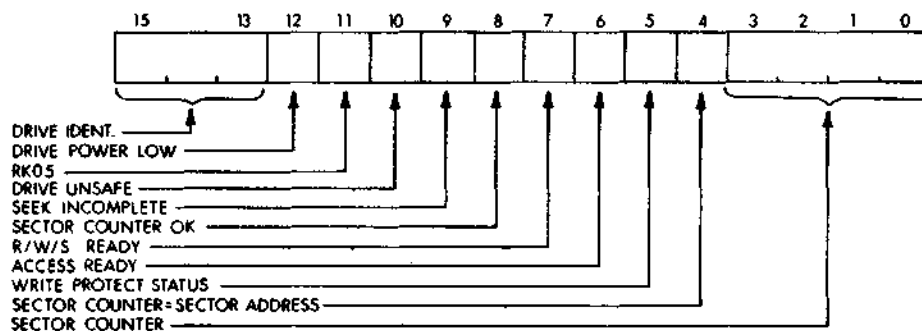 15 13 12 11 10 9 8 7 6 5 4 3 2 1 0
DRIVE IDENT.
DRIVE POWER LOW
RK05
DRIVE UNSAFE
SEEK INCOMPLETE
SECTOR COUNTER OK
R/W/S READY
ACCESS READY
WRITE PROTECT STATUS
SECTOR COUNTER=SECTOR ADDRESS
SECTOR COUNTER